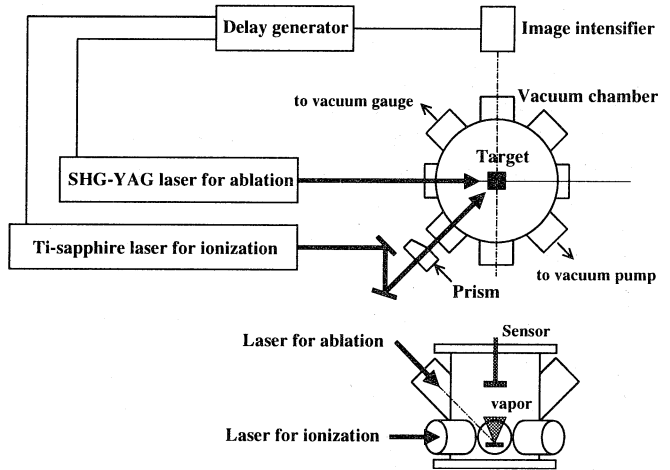 Delay generator
Image intensifier
to vacuum gauge
Vacuum chamber
Target
SHG-YAG laser for ablation
Ti-sapphire laser for ionization
Prism
to vacuum pump
Sensor
Laser for ablation
vapor
Laser for ionization